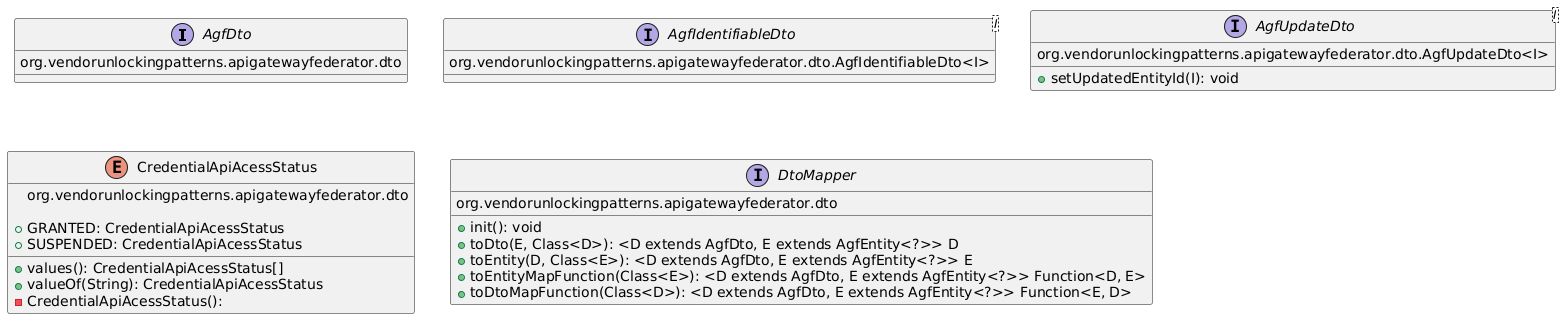 I AgfDto
org.vendorunlockingpatterns.apigatewayfederator.dto
I AgfIdentifiableDto I
org.vendorunlockingpatterns.apigatewayfederator.dto.AgfIdentifiableDto<I>
I AgfUpdateDto I
org.vendorunlockingpatterns.apigatewayfederator.dto.AgfUpdateDto<I>
setUpdatedEntityId(I): void
E CredentialApiAcessStatus
org.vendorunlockingpatterns.apigatewayfederator.dto
GRANTED: CredentialApiAcessStatus
SUSPENDED: CredentialApiAcessStatus
values(): CredentialApiAcessStatus[]
valueOf(String): CredentialApiAcessStatus
CredentialApiAcessStatus():
I DtoMapper
org.vendorunlockingpatterns.apigatewayfederator.dto
init(): void
toDto(E, Class<D>): <D extends AgfDto, E extends AgfEntity<?>> D
toEntity(D, Class<E>): <D extends AgfDto, E extends AgfEntity<?>> E
toEntityMapFunction(Class<E>): <D extends AgfDto, E extends AgfEntity<?>> Function<D, E>
toDtoMapFunction(Class<D>): <D extends AgfDto, E extends AgfEntity<?>> Function<E, D>